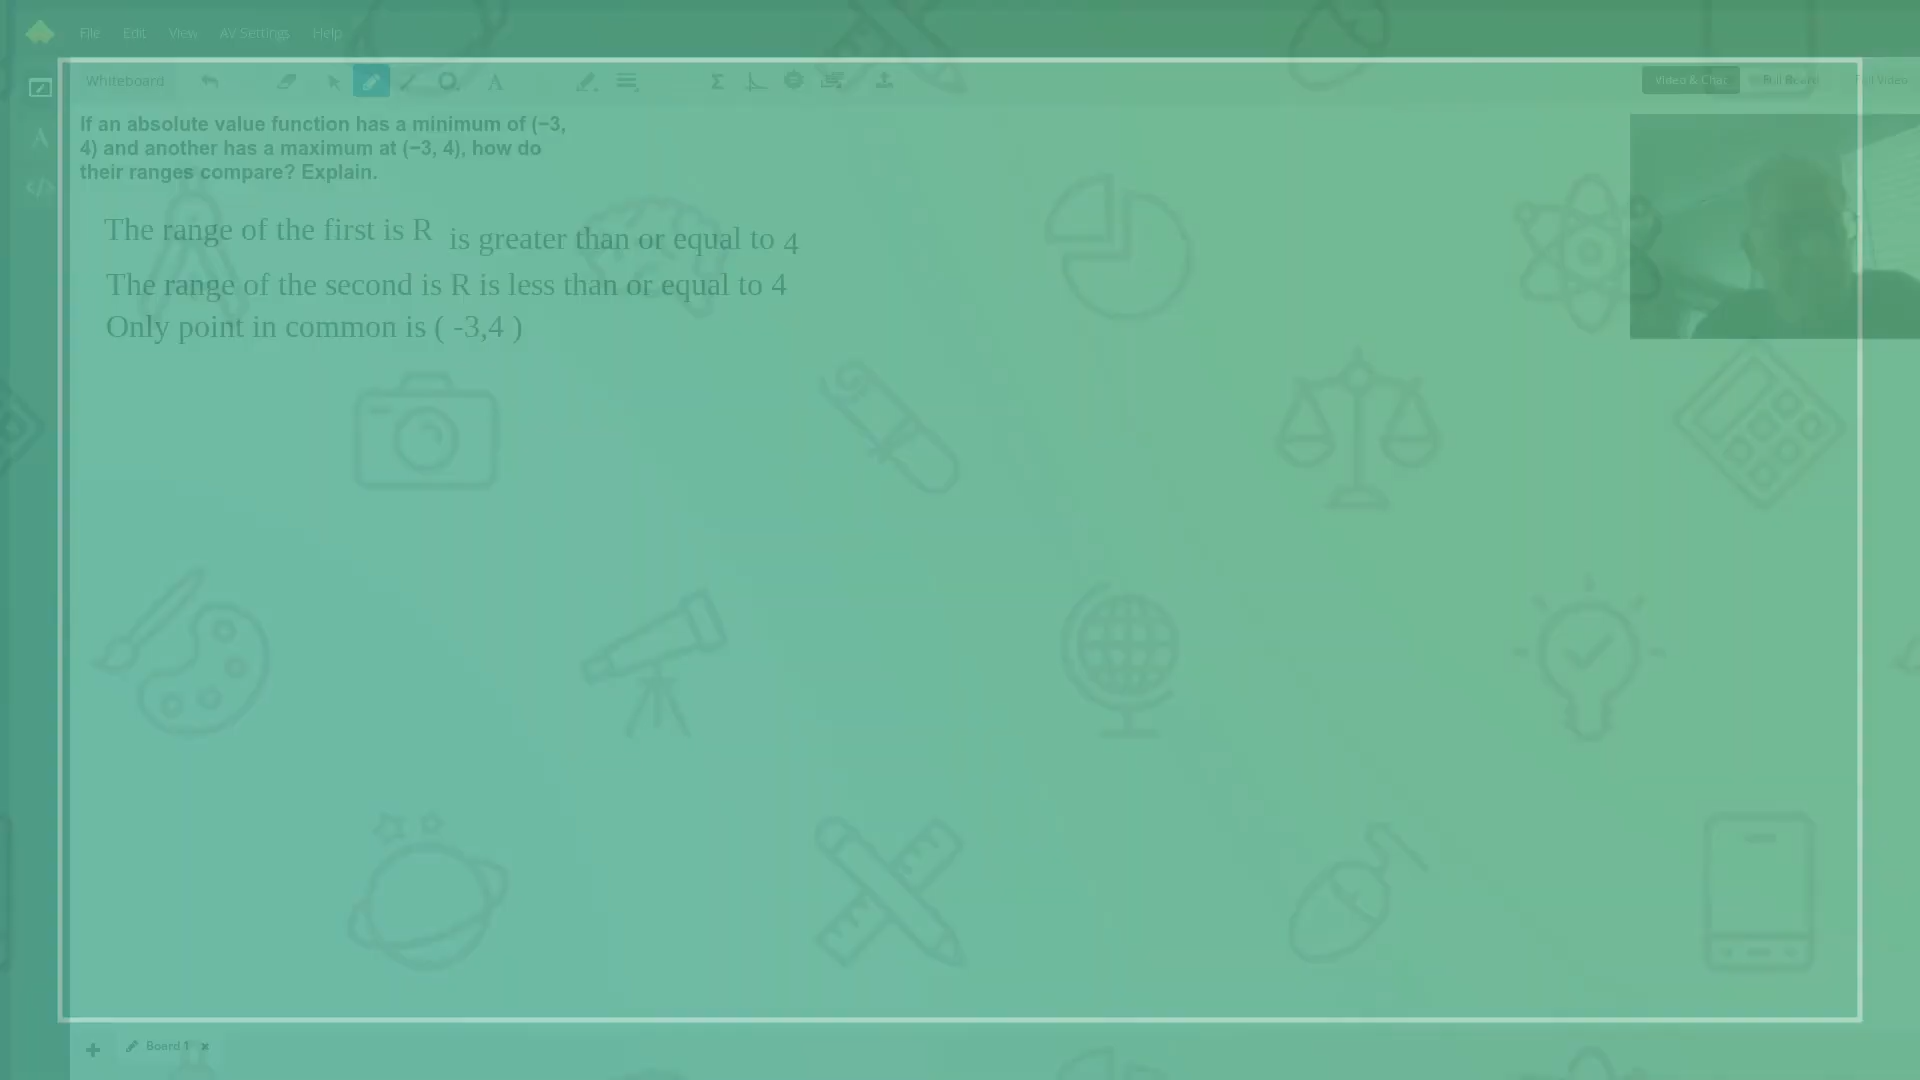 File Edit View AV Settings Help
Whiteboard
Video & Chat Full Board Full Video
If an absolute value function has a minimum of (−3,
4) and another has a maximum at (−3, 4), how do
their ranges compare? Explain.
The range of the first is R is greater than or equal to 4
The range of the second is R is less than or equal to 4
Only point in common is ( -3,4 )
Board 1